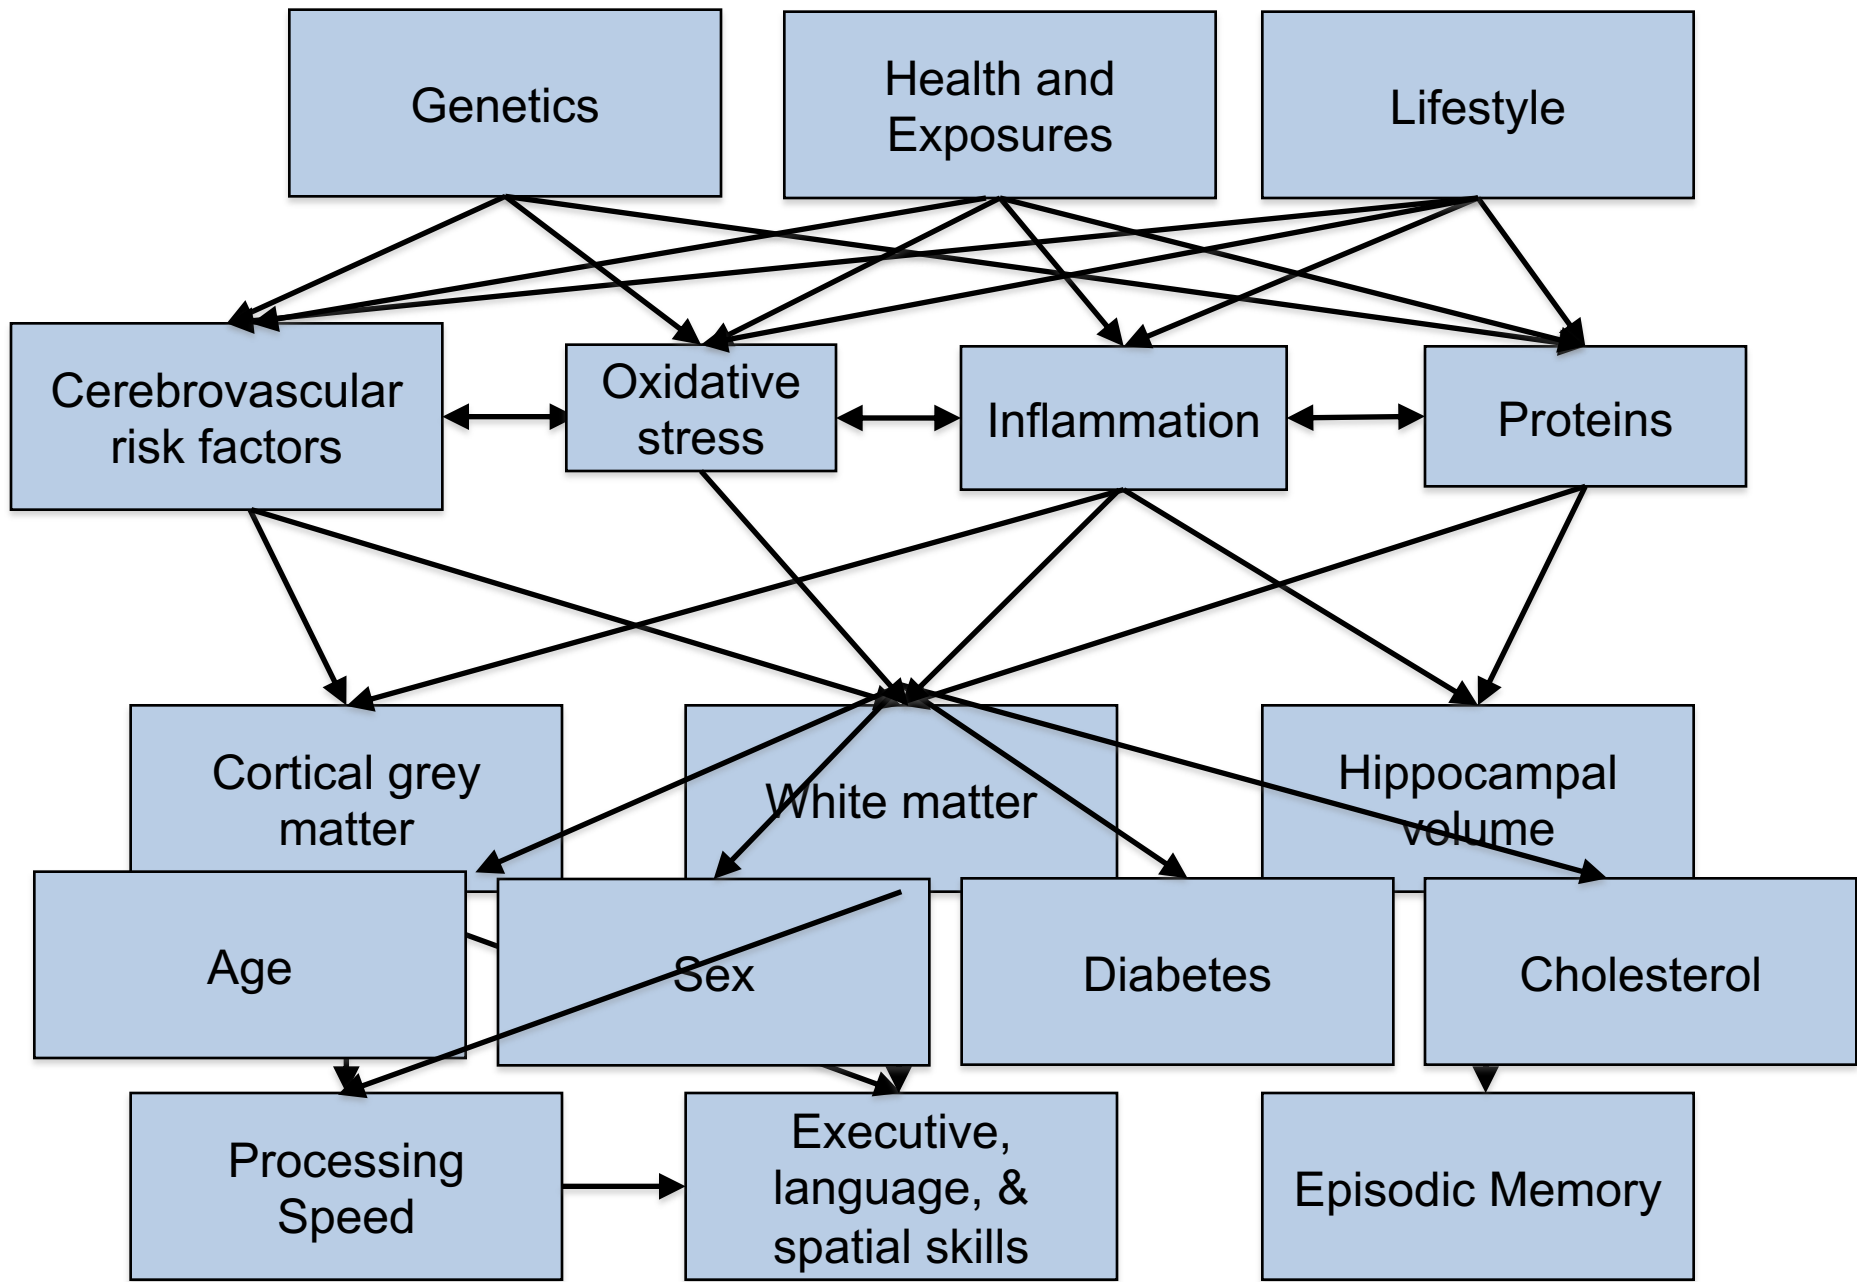 Genetics
Health and
Exposures
Lifestyle
Cerebrovascular
risk factors
Oxidative
stress
Inflammation
Proteins
Cortical grey
matter
White matter
Hippocampal
volume
Age
Sex
Diabetes
Cholesterol
Processing
Speed
Executive,
language, &
spatial skills
Episodic Memory